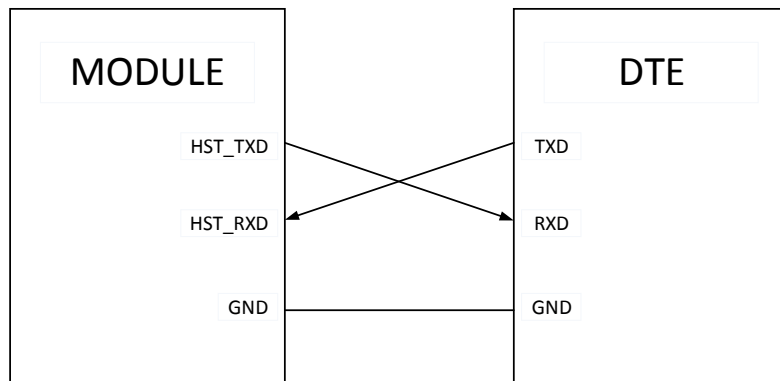 MODULE
DTE
HST_TXD
TXD
HST_RXD
RXD
GND
GND